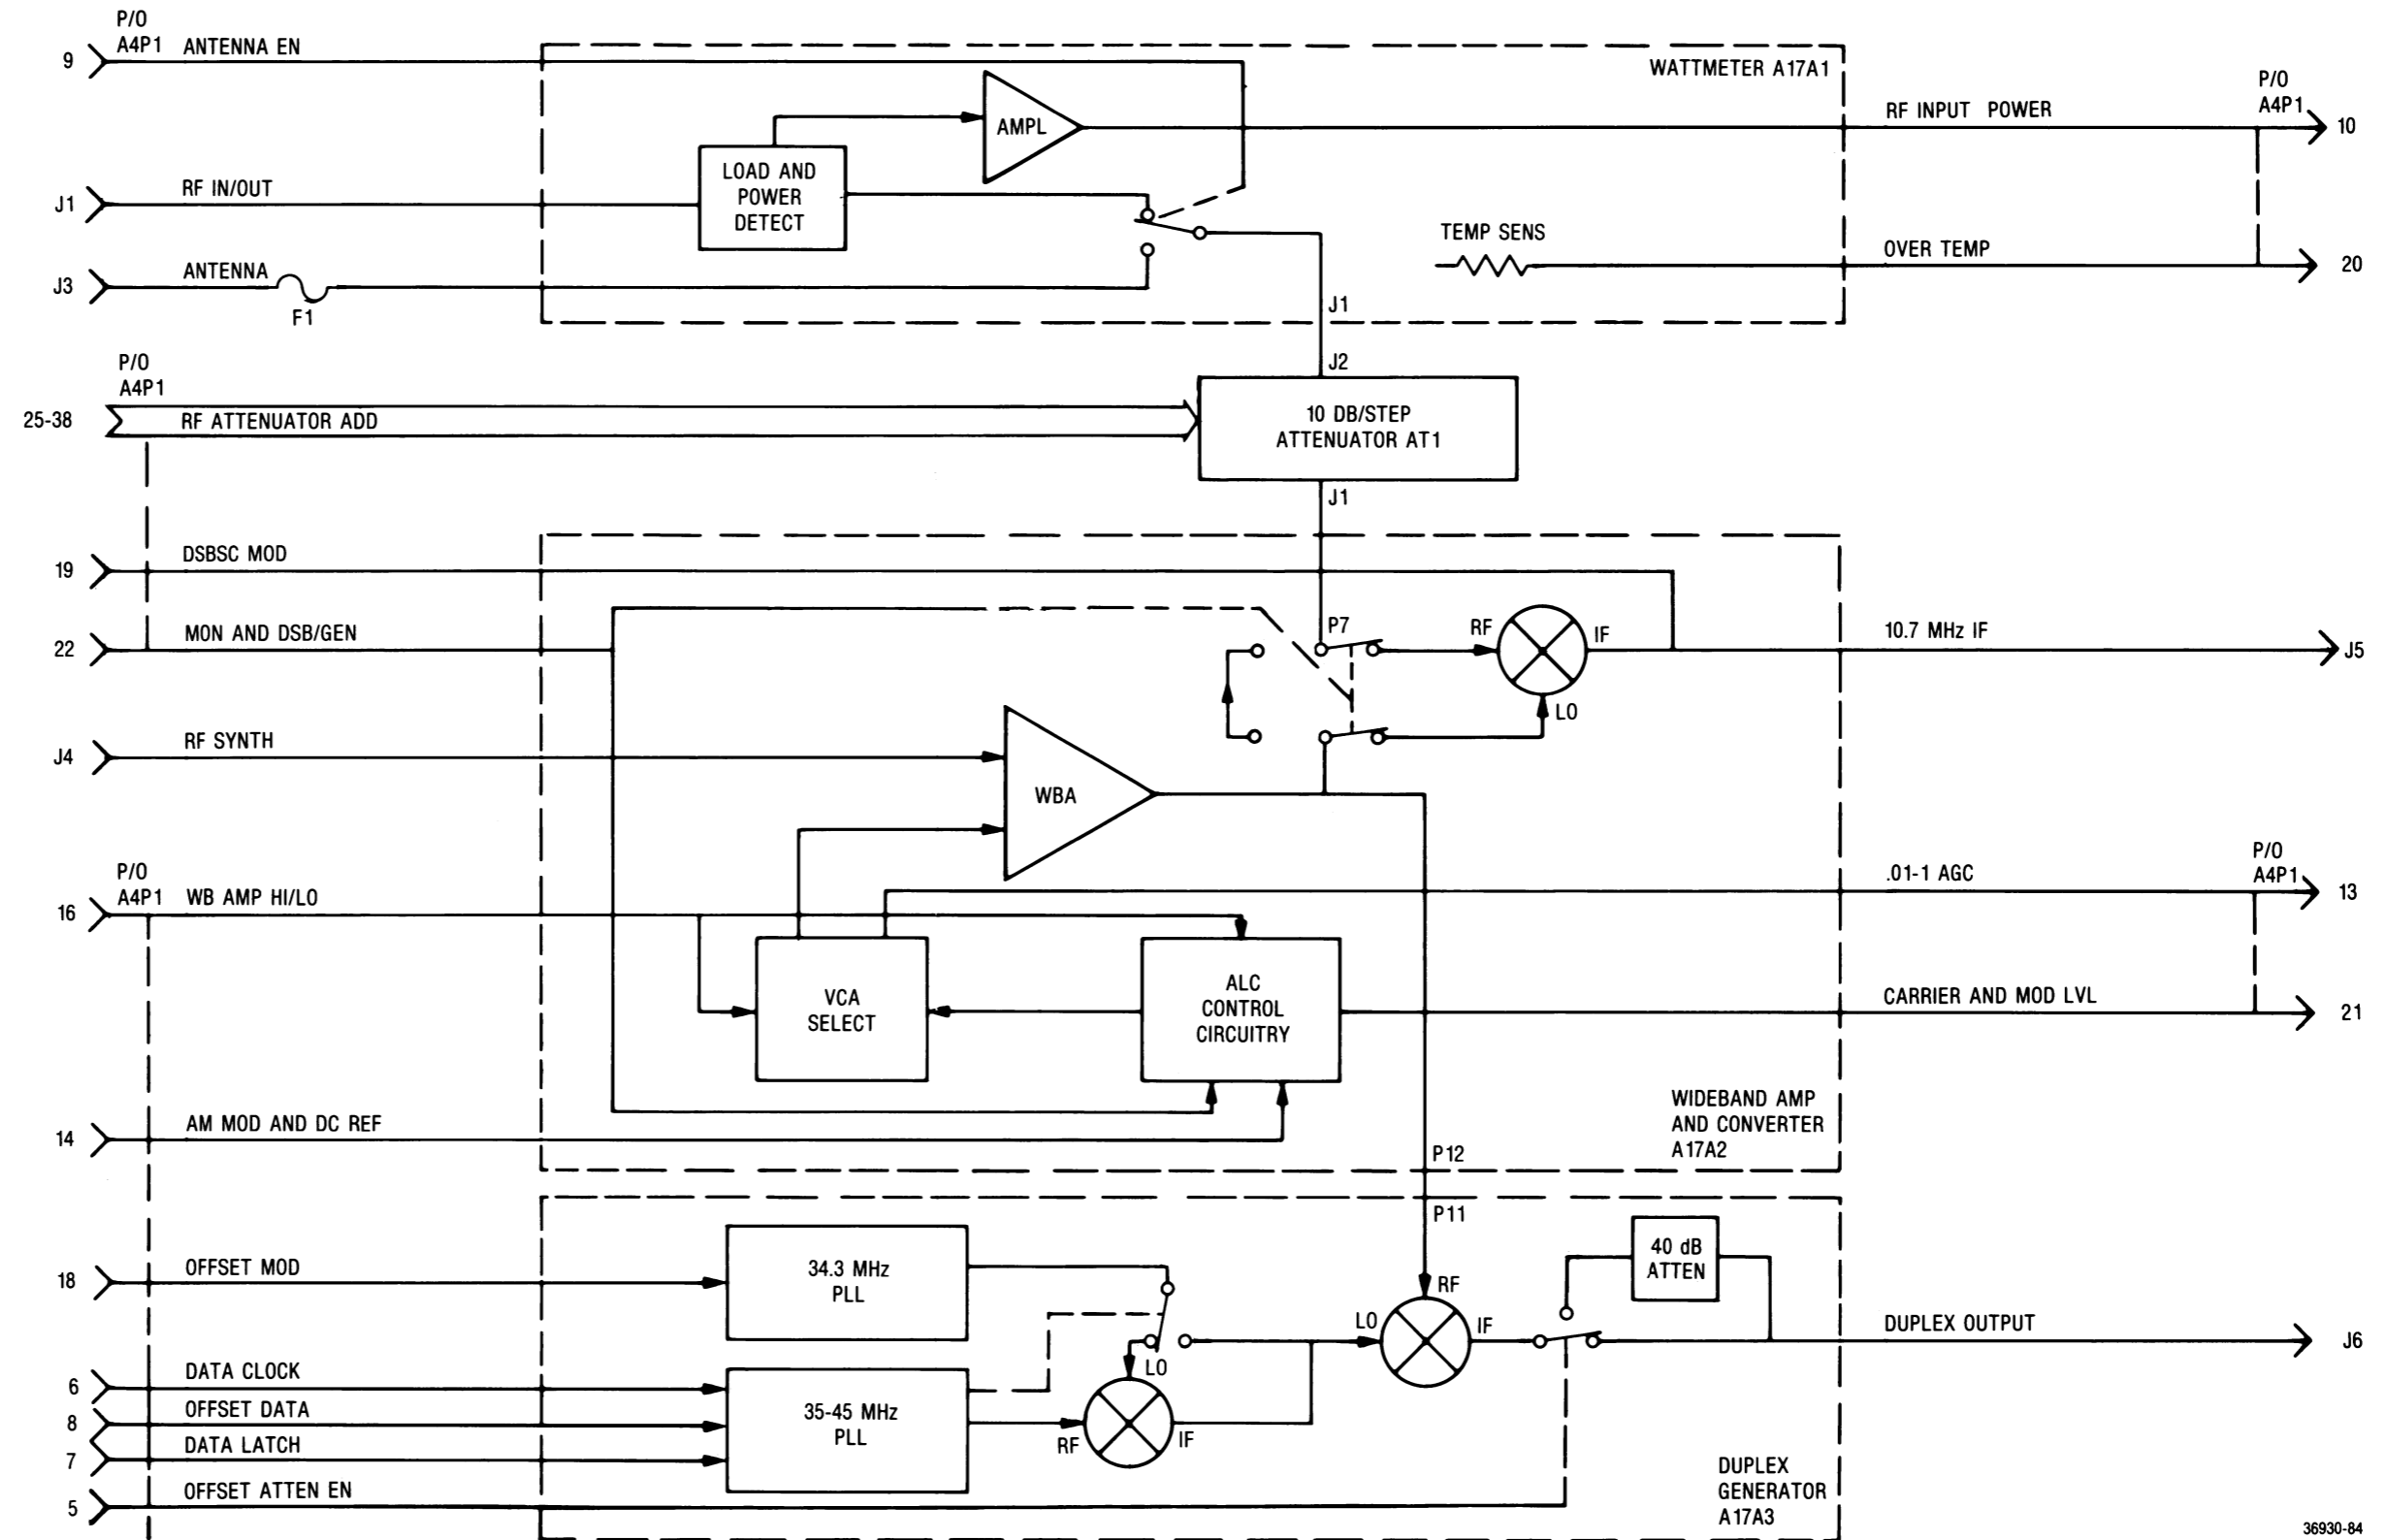 P/O
A4P1
9
ANTENNA EN
WATTMETER A17A1
AMPL
RF INPUT POWER
P/O
A4P1
10
J1
RF IN/OUT
LOAD AND
POWER
DETECT
TEMP SENS
OVER TEMP
20
J3
ANTENNA
F1
J1
J2
P/O
A4P1
25-38
RF ATTENUATOR ADD
10 DB/STEP
ATTENUATOR AT1
J1
19
DSBSC MOD
22
MON AND DSB/GEN
P7
RF
IF
LO
10.7 MHz IF
J5
J4
RF SYNTH
WBA
P/O
A4P1
16
WB AMP HI/LO
.01-1 AGC
P/O
A4P1
13
VCA
SELECT
ALC
CONTROL
CIRCUITRY
CARRIER AND MOD LVL
21
14
AM MOD AND DC REF
WIDEBAND AMP
AND CONVERTER
A17A2
P12
P11
18
OFFSET MOD
34.3 MHz
PLL
40 dB
ATTEN
RF
LO
IF
DUPLEX OUTPUT
J6
6
DATA CLOCK
8
OFFSET DATA
7
DATA LATCH
35-45 MHz
PLL
LO
RF
IF
5
OFFSET ATTEN EN
DUPLEX
GENERATOR
A17A3
36930-84